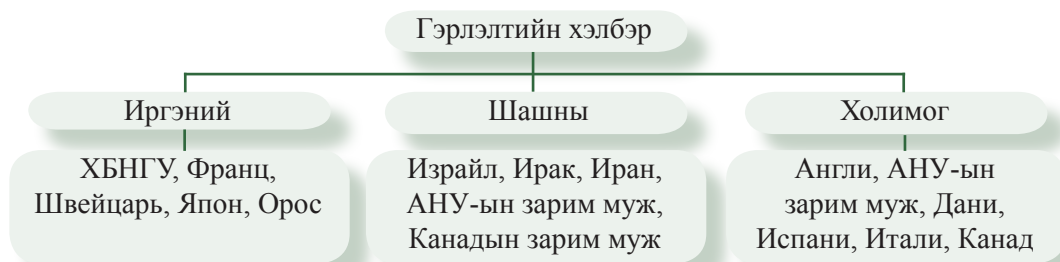 Гэрлэлтийн хэлбэр
Иргэний
Шашны
Холимог
ХБНГУ, Франц,
Швейцарь, Япон, Орос
Израйл, Ирак, Иран,
АНУ-ын зарим муж,
Канадын зарим муж
Англи, АНУ-ын
зарим муж, Дани,
Испани, Итали, Канад